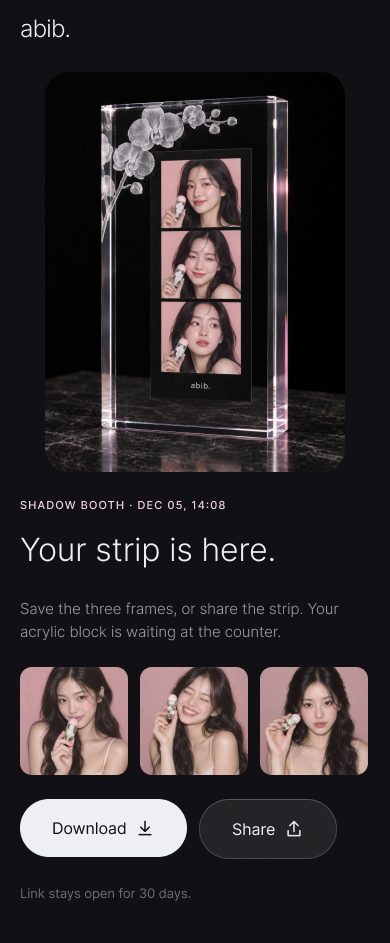 abib.
abib.
SHADOW BOOTH · DEC 05, 14:08
Your strip is here.
Save the three frames, or share the strip. Your
acrylic block is waiting at the counter.
Download
Share
Link stays open for 30 days.